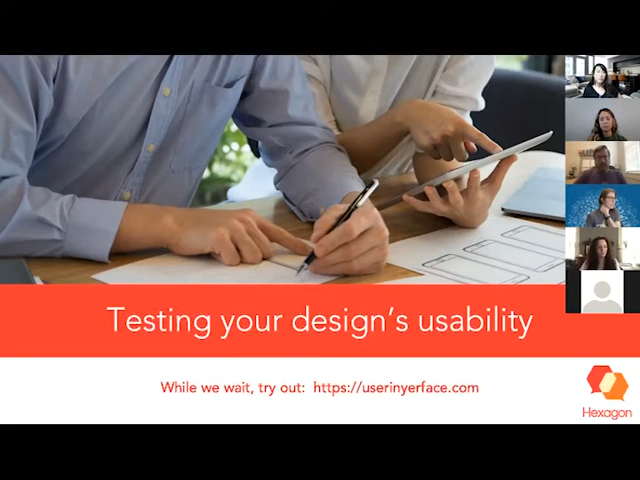 Testing your design's usability
While we wait, try out:  https://userinyerface.com
Hexagon